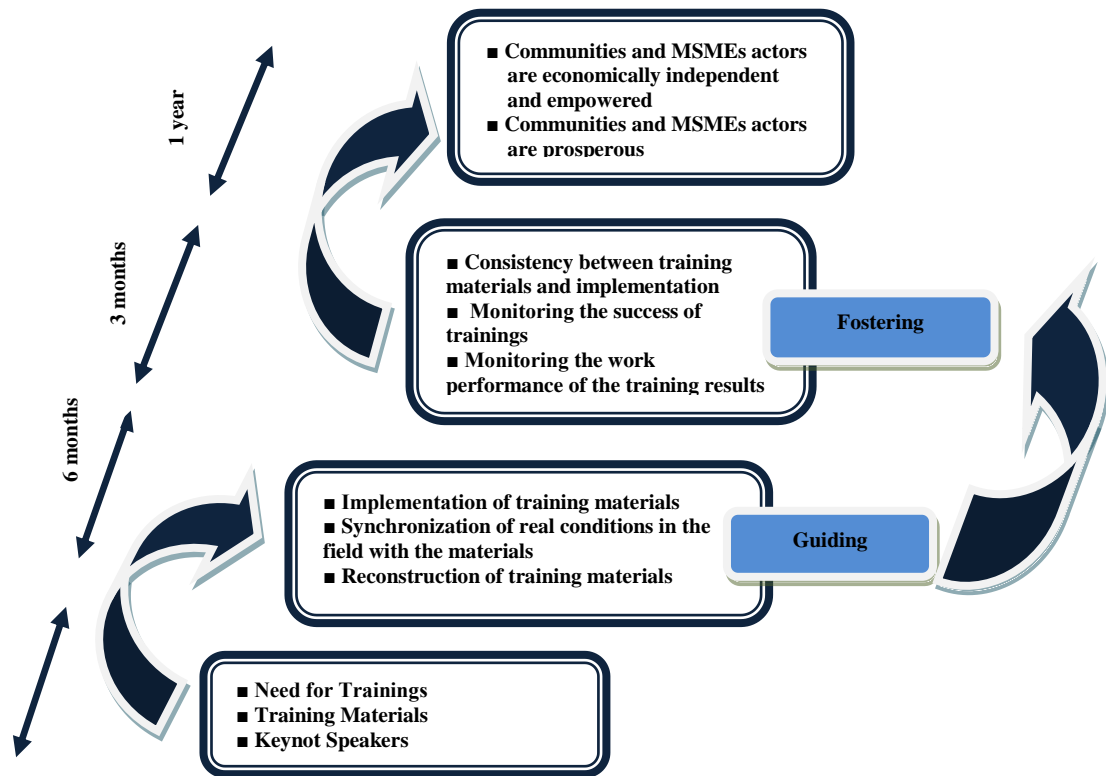 1 year
■ Communities and MSMEs actors
are economically independent
and empowered
■ Communities and MSMEs actors
are prosperous
3 months
■ Consistency between training
materials and implementation
■ Monitoring the success of
trainings
■ Monitoring the work
performance of the training results
Fostering
6 months
■ Implementation of training materials
■ Synchronization of real conditions in the
field with the materials
■ Reconstruction of training materials
Guiding
■ Need for Trainings
■ Training Materials
■ Keynot Speakers